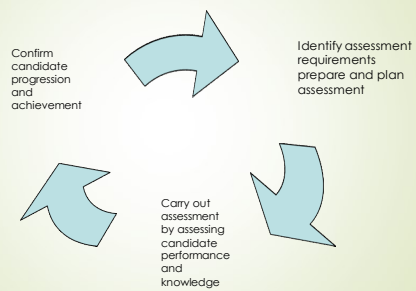 Confirm
candidate
progression
and
achievement
Identify assessment
requirements
prepare and plan
assessment
Carry out
assessment
by assessing
candidate
performance
and
knowledge